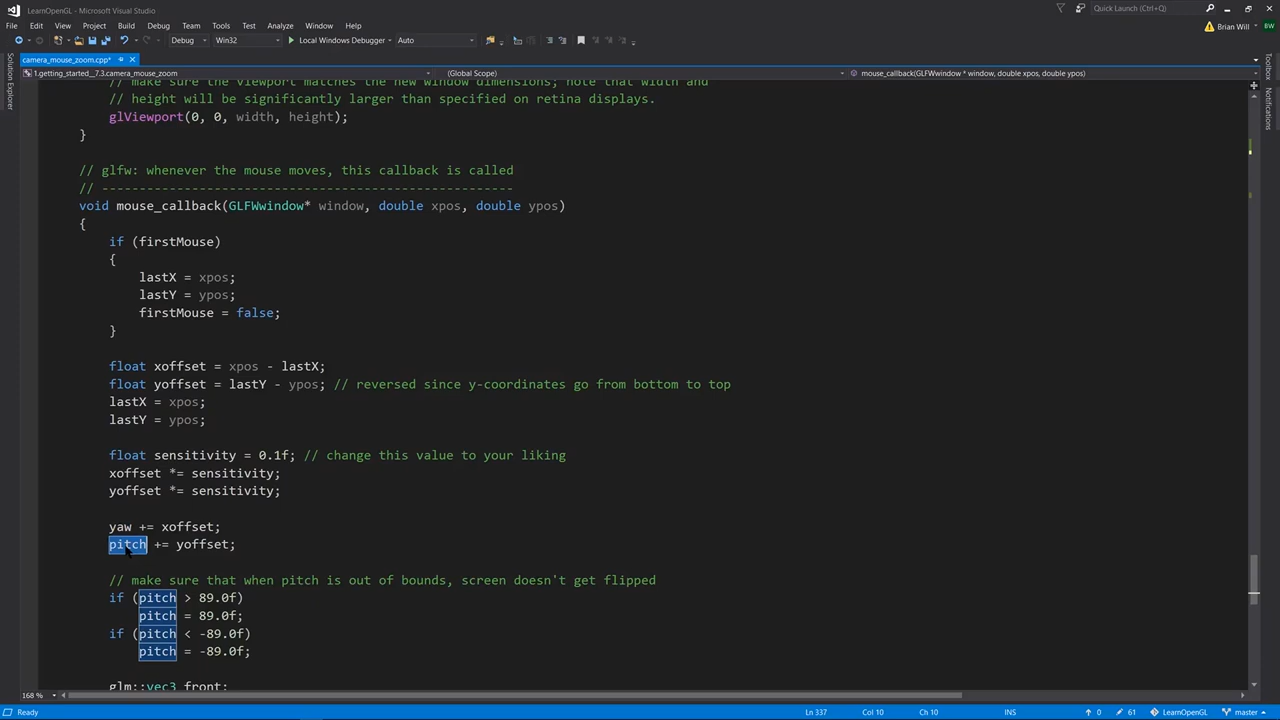 LearnOpenGL - Microsoft Visual Studio
Quick Launch (Ctrl+Q)
File Edit View Project Build Debug Team Tools Test Analyze Window Help
Brian Will BW
Debug Win32 Local Windows Debugger Auto
camera_mouse_zoom.cpp*
1.getting_started__7.3.camera_mouse_zoom (Global Scope) mouse_callback(GLFWwindow * window, double xpos, double ypos)
Solution Explorer
Toolbox
Notifications
// make sure the viewport matches the new window dimensions; note that width and
// height will be significantly larger than specified on retina displays.
glViewport(0, 0, width, height);
}
// glfw: whenever the mouse moves, this callback is called
// -------------------------------------------------------
void mouse_callback(GLFWwindow* window, double xpos, double ypos)
{
if (firstMouse)
{
lastX = xpos;
lastY = ypos;
firstMouse = false;
}
float xoffset = xpos - lastX;
float yoffset = lastY - ypos; // reversed since y-coordinates go from bottom to top
lastX = xpos;
lastY = ypos;
float sensitivity = 0.1f; // change this value to your liking
xoffset *= sensitivity;
yoffset *= sensitivity;
yaw += xoffset;
pitch += yoffset;
// make sure that when pitch is out of bounds, screen doesn't get flipped
if (pitch > 89.0f)
pitch = 89.0f;
if (pitch < -89.0f)
pitch = -89.0f;
glm::vec3 front;
168 %
Ready Ln 337 Col 10 Ch 10 INS 0 61 LearnOpenGL master